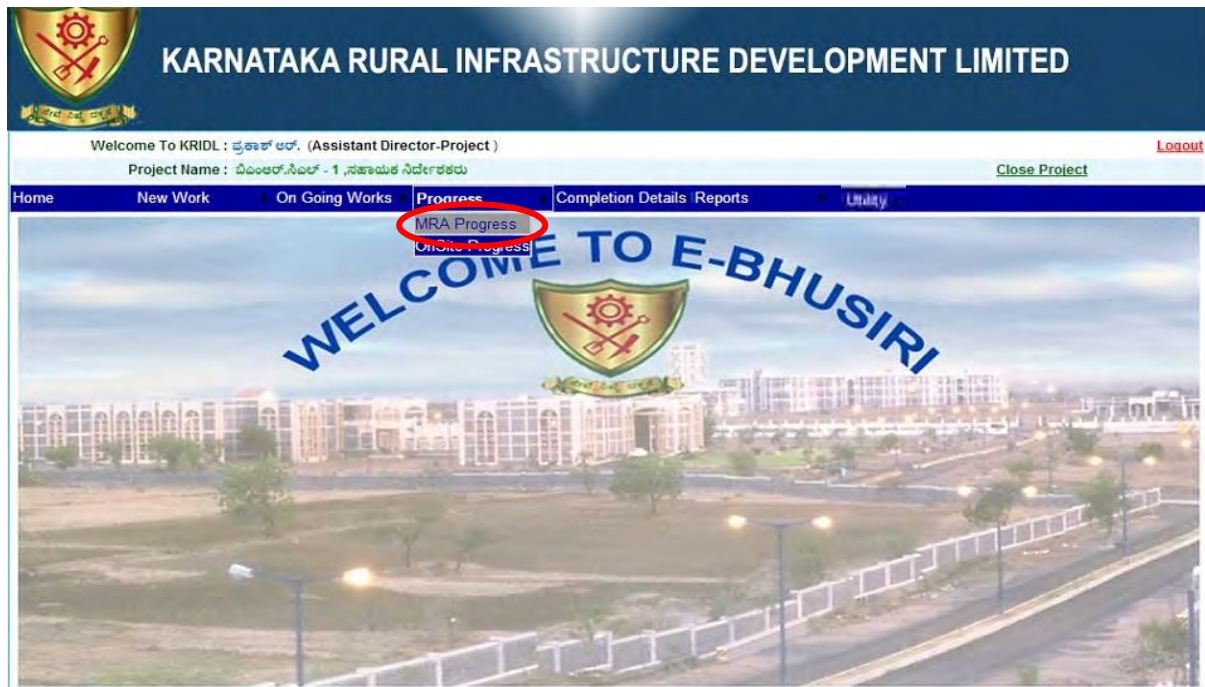 KARNATAKA RURAL INFRASTRUCTURE DEVELOPMENT LIMITED
Welcome To KRIDL : ಪ್ರಕಾಶ್ ಆರ್. (Assistant Director-Project )
Logout
Project Name : ಬಿಎಂಆರ್.ಸಿಎಲ್ - 1 ,ಸಹಾಯಕ ನಿರ್ದೇಶಕರು
Close Project
Home New Work On Going Works Progress Completion Details Reports Utility
MRA Progress
OnSite Progress
WELCOME TO E-BHUSIRI